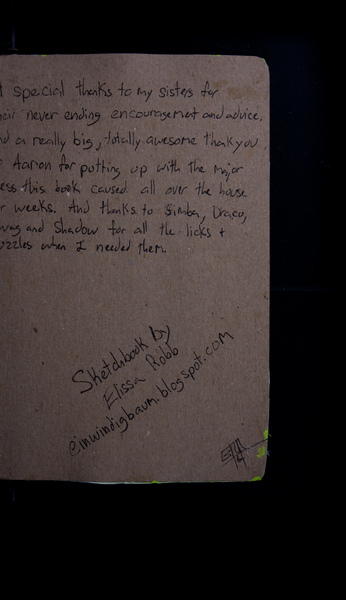 special thanks to my sisters for
never ending encouragement and advice,
a really big, totally awesome thank you
Aaron for putting up with the major
this book caused all over the house
weeks. And thanks to Simba, Draco,
and Shadow for all the licks +
when I needed them.
Sketchbook by
Elissa Robb
@inwindigbaum.blogspot.com